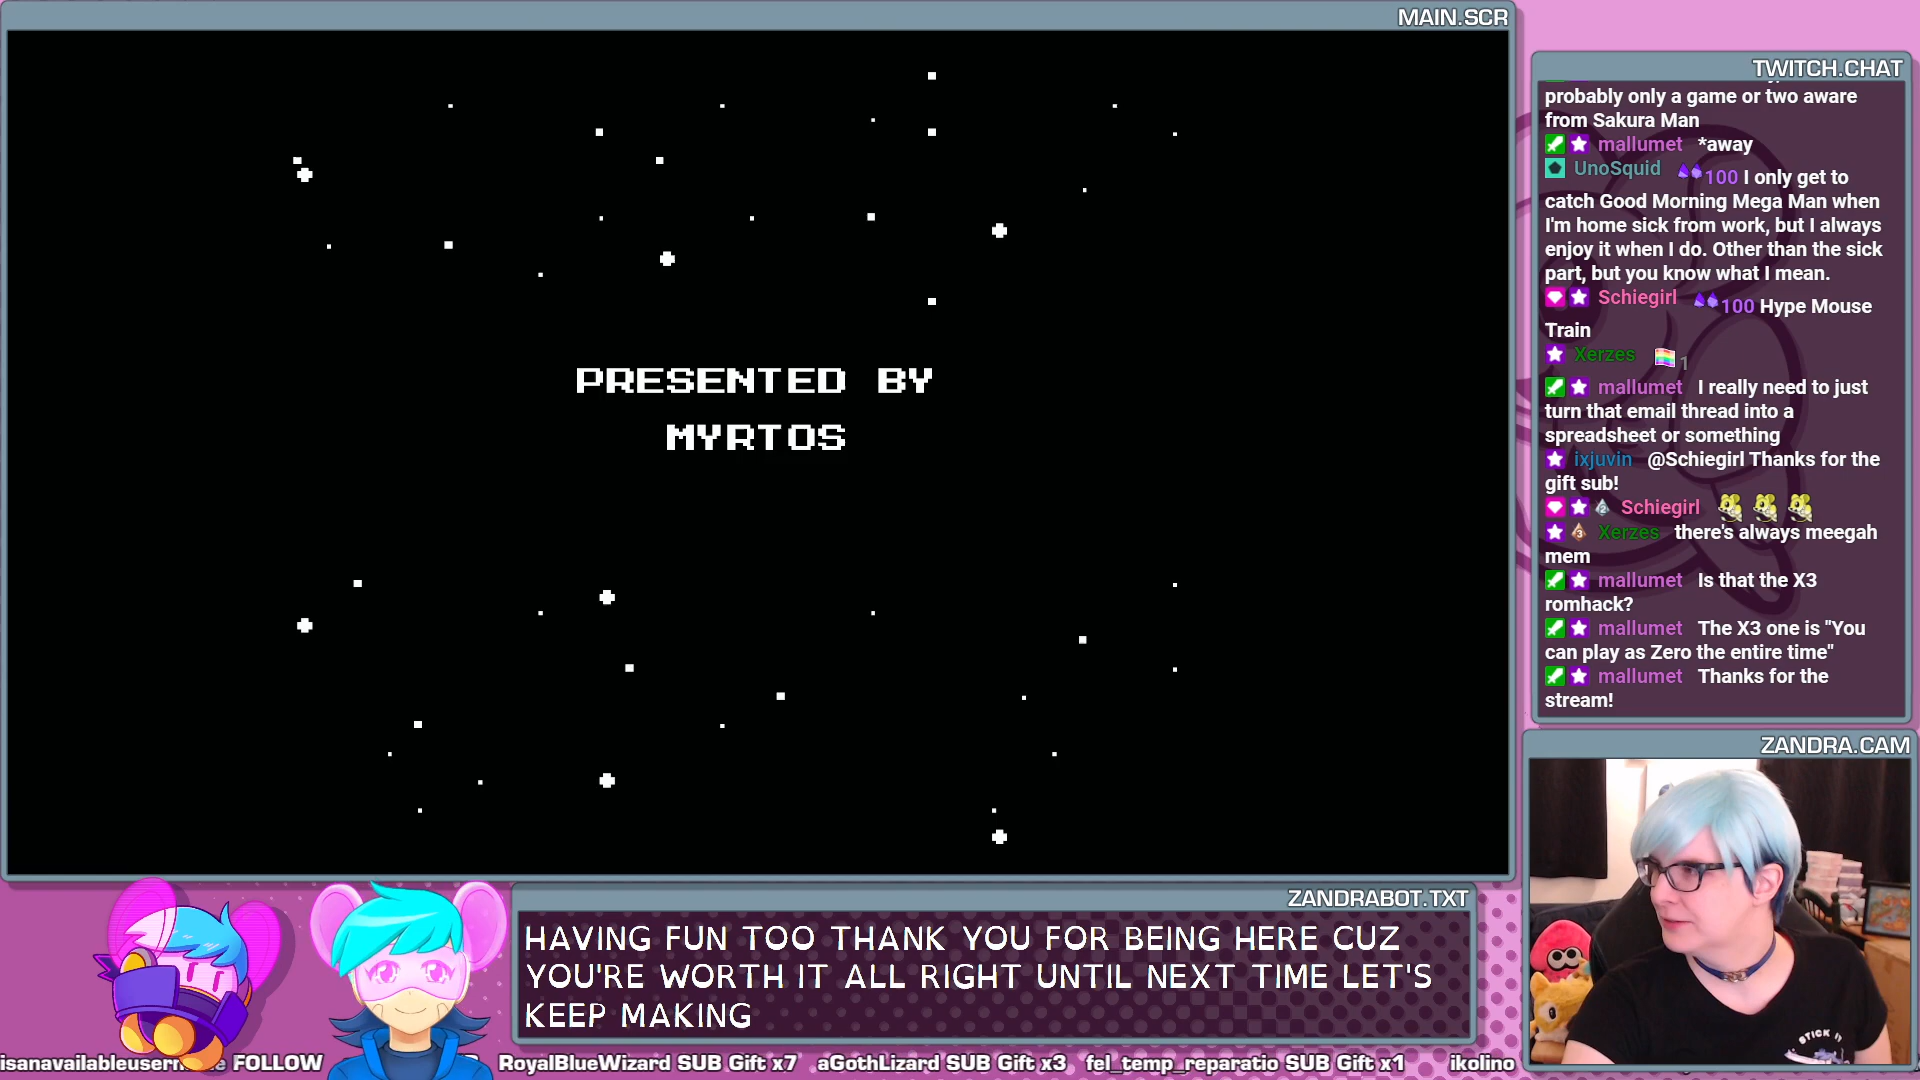 MAIN.SCR
PRESENTED BY
MYRTOS
TWITCH.CHAT
probably only a game or two aware
from Sakura Man
mallumet *away
UnoSquid 100 I only get to
catch Good Morning Mega Man when
I'm home sick from work, but I always
enjoy it when I do. Other than the sick
part, but you know what I mean.
Schiegirl 100 Hype Mouse
Train
Xerzes 1
mallumet I really need to just
turn that email thread into a
spreadsheet or something
ixjuvin @Schiegirl Thanks for the
gift sub!
Schiegirl
Xerzes there's always meegah
mem
mallumet Is that the X3
romhack?
mallumet The X3 one is "You
can play as Zero the entire time"
mallumet Thanks for the
stream!
ZANDRA.CAM
STICK IT
ZANDRABOT.TXT
HAVING FUN TOO THANK YOU FOR BEING HERE CUZ
YOU'RE WORTH IT ALL RIGHT UNTIL NEXT TIME LET'S
KEEP MAKING
FOLLOW RoyalBlueWizard SUB Gift x7 aGothLizard SUB Gift x3 fel_temp_reparatio SUB Gift x1 ikolino